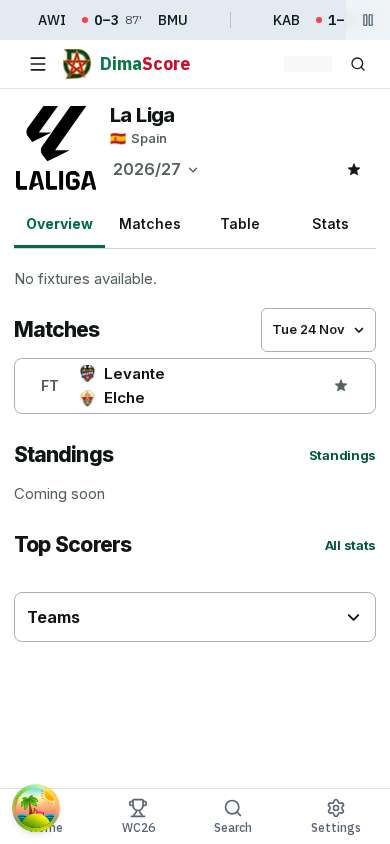 AWI 0–3 87' BMU KAB 1–
DimaScore
LALIGA
La Liga
Spain
2026/27
Overview Matches Table Stats
No fixtures available.
Matches Tue 24 Nov
FT Levante
Elche
Standings Standings
Coming soon
Top Scorers All stats
Teams
WC26 Search Settings